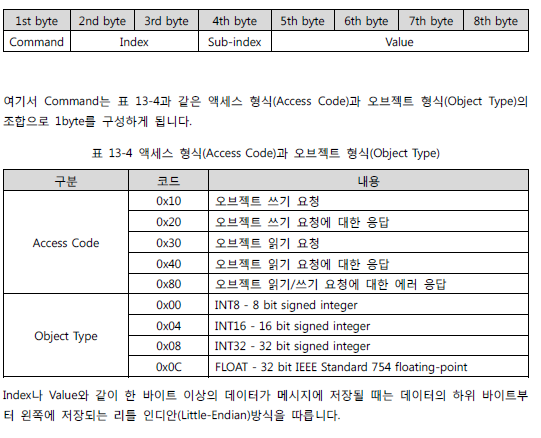 1st byte 2nd byte 3rd byte 4th byte 5th byte 6th byte 7th byte 8th byte
Command Index Sub-index Value
여기서 Command는 표 13-4과 같은 액세스 형식(Access Code)과 오브젝트 형식(Object Type)의
조합으로 1byte를 구성하게 됩니다.
표 13-4 액세스 형식(Access Code)과 오브젝트 형식(Object Type)
구분 코드 내용
Access Code
0x10 오브젝트 쓰기 요청
0x20 오브젝트 쓰기 요청에 대한 응답
0x30 오브젝트 읽기 요청
0x40 오브젝트 읽기 요청에 대한 응답
0x80 오브젝트 읽기/쓰기 요청에 대한 에러 응답
Object Type
0x00 INT8 - 8 bit signed integer
0x04 INT16 - 16 bit signed integer
0x08 INT32 - 32 bit signed integer
0x0C FLOAT - 32 bit IEEE Standard 754 floating-point
Index나 Value와 같이 한 바이트 이상의 데이터가 메시지에 저장될 때는 데이터의 하위 바이트부
터 왼쪽에 저장되는 리틀 인디안(Little-Endian)방식을 따릅니다.